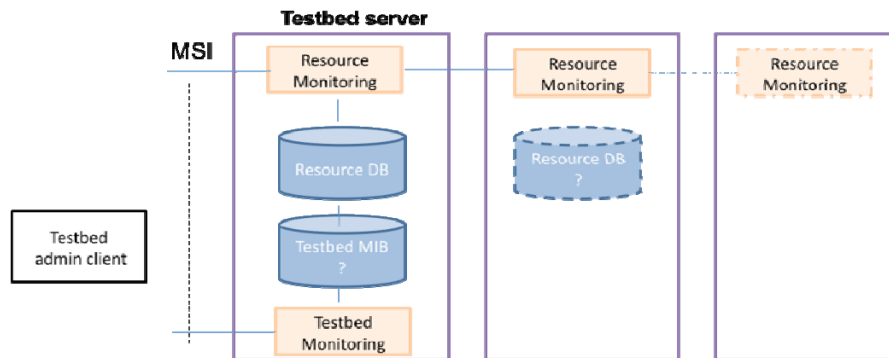 Testbed server
MSI
Resource
Monitoring
Resource
Monitoring
Resource
Monitoring
Resource DB
Resource DB
?
Testbed MIB
?
Testbed
admin client
Testbed
Monitoring